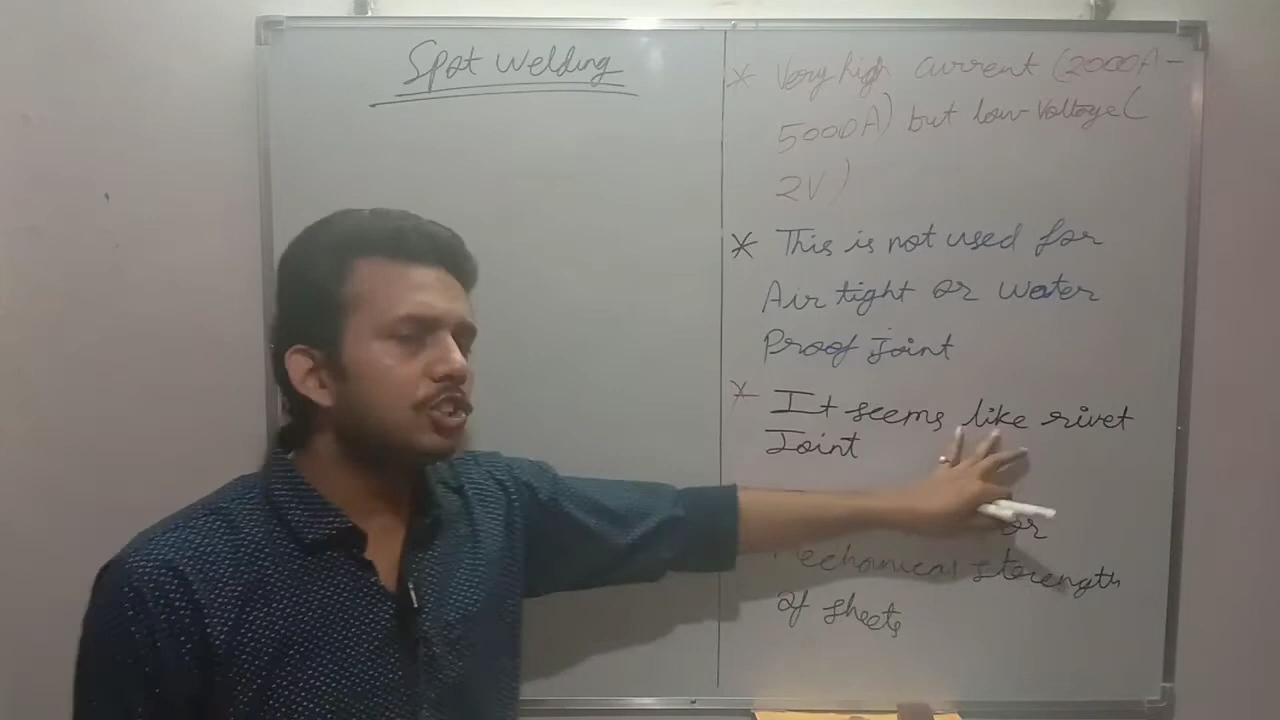 Spot Welding
* Very high current (2000A-
5000A) but low voltage(
2V)
* This is not used for
Air tight or water
Proof Joint
* It seems like rivet
Joint
or
echanical strength
of sheets